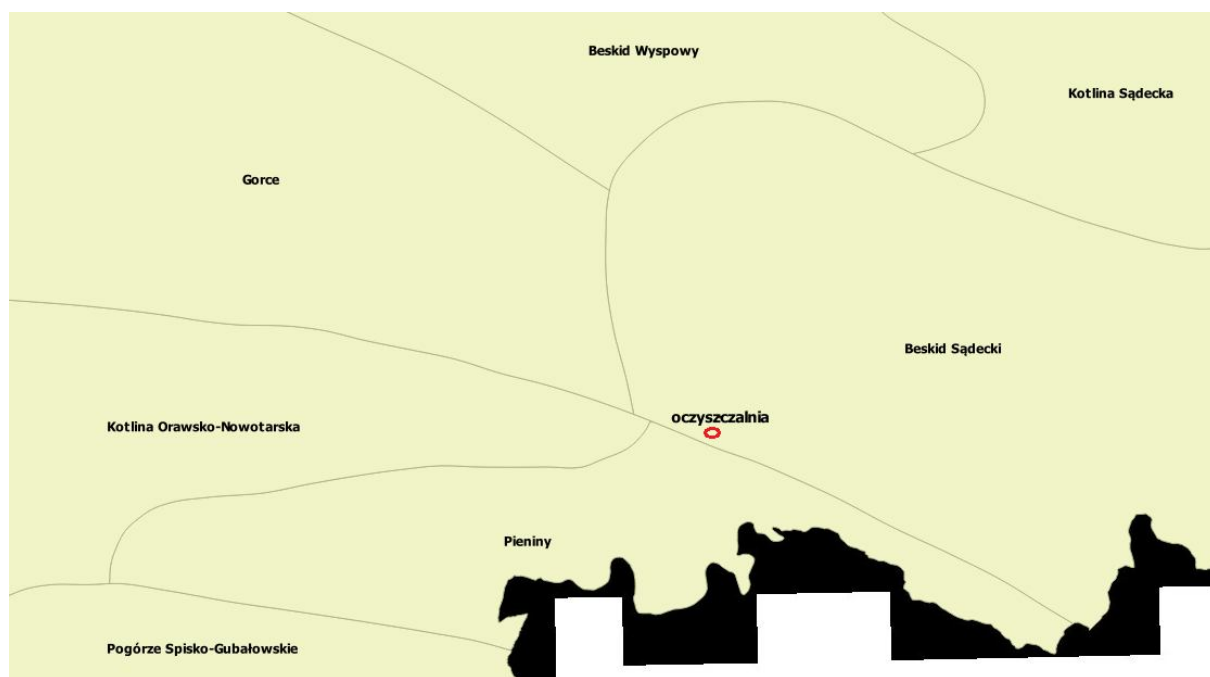 Beskid Wyspowy
Kotlina Sądecka
Gorce
Beskid Sądecki
oczyszczalnia
Kotlina Orawsko-Nowotarska
Pieniny
Pogórze Spisko-Gubałowskie